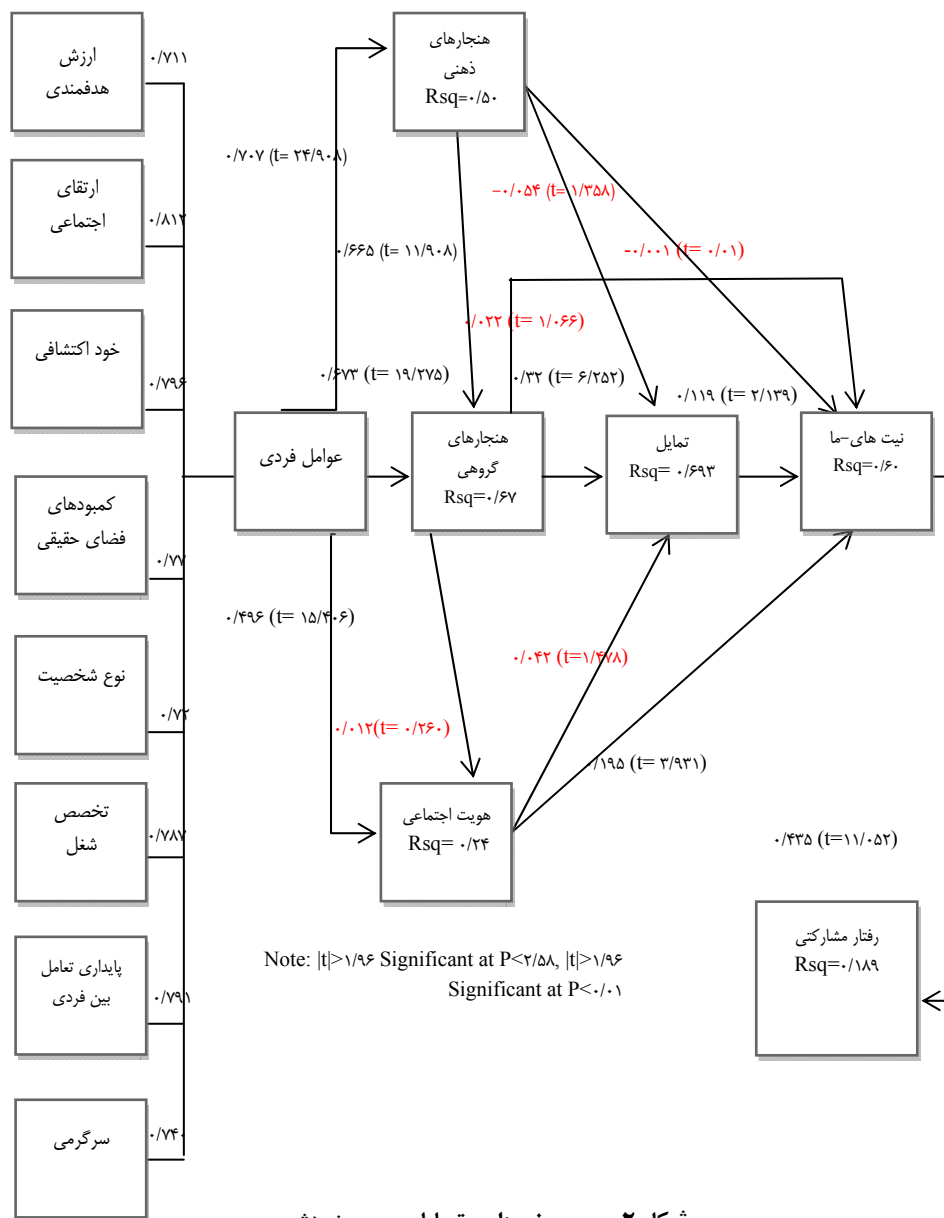 ارزش
هدفمندی
۰/۷۱۱
ارتقای
اجتماعی
۰/۸۱۲
خود اکتشافی
۰/۷۹۶
کمبودهای
فضای حقیقی
۰/۷۷
نوع شخصیت
۰/۷۲
تخصص
شغل
۰/۷۸۷
پایداری تعامل
بین فردی
۰/۷۹۱
سرگرمی
۰/۷۴۰
عوامل فردی
هنجارهای
ذهنی
Rsq=۰/۵۰
۰/۷۰۷ (t= ۲۴/۹۰۸)
-۰/۰۵۴ (t= ۱/۳۵۸)
۰/۶۶۵ (t= ۱۱/۹۰۸)
-۰/۰۰۱ (t= ۰/۰۱)
۰/۰۲۲ (t= ۱/۰۶۶)
۰/۶۷۳ (t= ۱۹/۲۷۵)
۰/۳۲ (t= ۶/۲۵۲)
۰/۱۱۹ (t= ۲/۱۳۹)
هنجارهای
گروهی
Rsq=۰/۶۷
تمایل
Rsq= ۰/۶۹۳
نیت های-ما
Rsq=۰/۶۰
۰/۴۹۶ (t= ۱۵/۴۰۶)
۰/۰۴۲ (t=۱/۴۷۸)
۰/۰۱۲(t= ۰/۲۶۰)
۰/۱۹۵ (t= ۳/۹۳۱)
هویت اجتماعی
Rsq= ۰/۲۴
۰/۴۳۵ (t=۱۱/۰۵۲)
رفتار مشارکتی
Rsq=۰/۱۸۹
Note: |t|>۱/۹۶ Significant at P<۲/۵۸, |t|>۱/۹۶
Significant at P<۰/۰۱